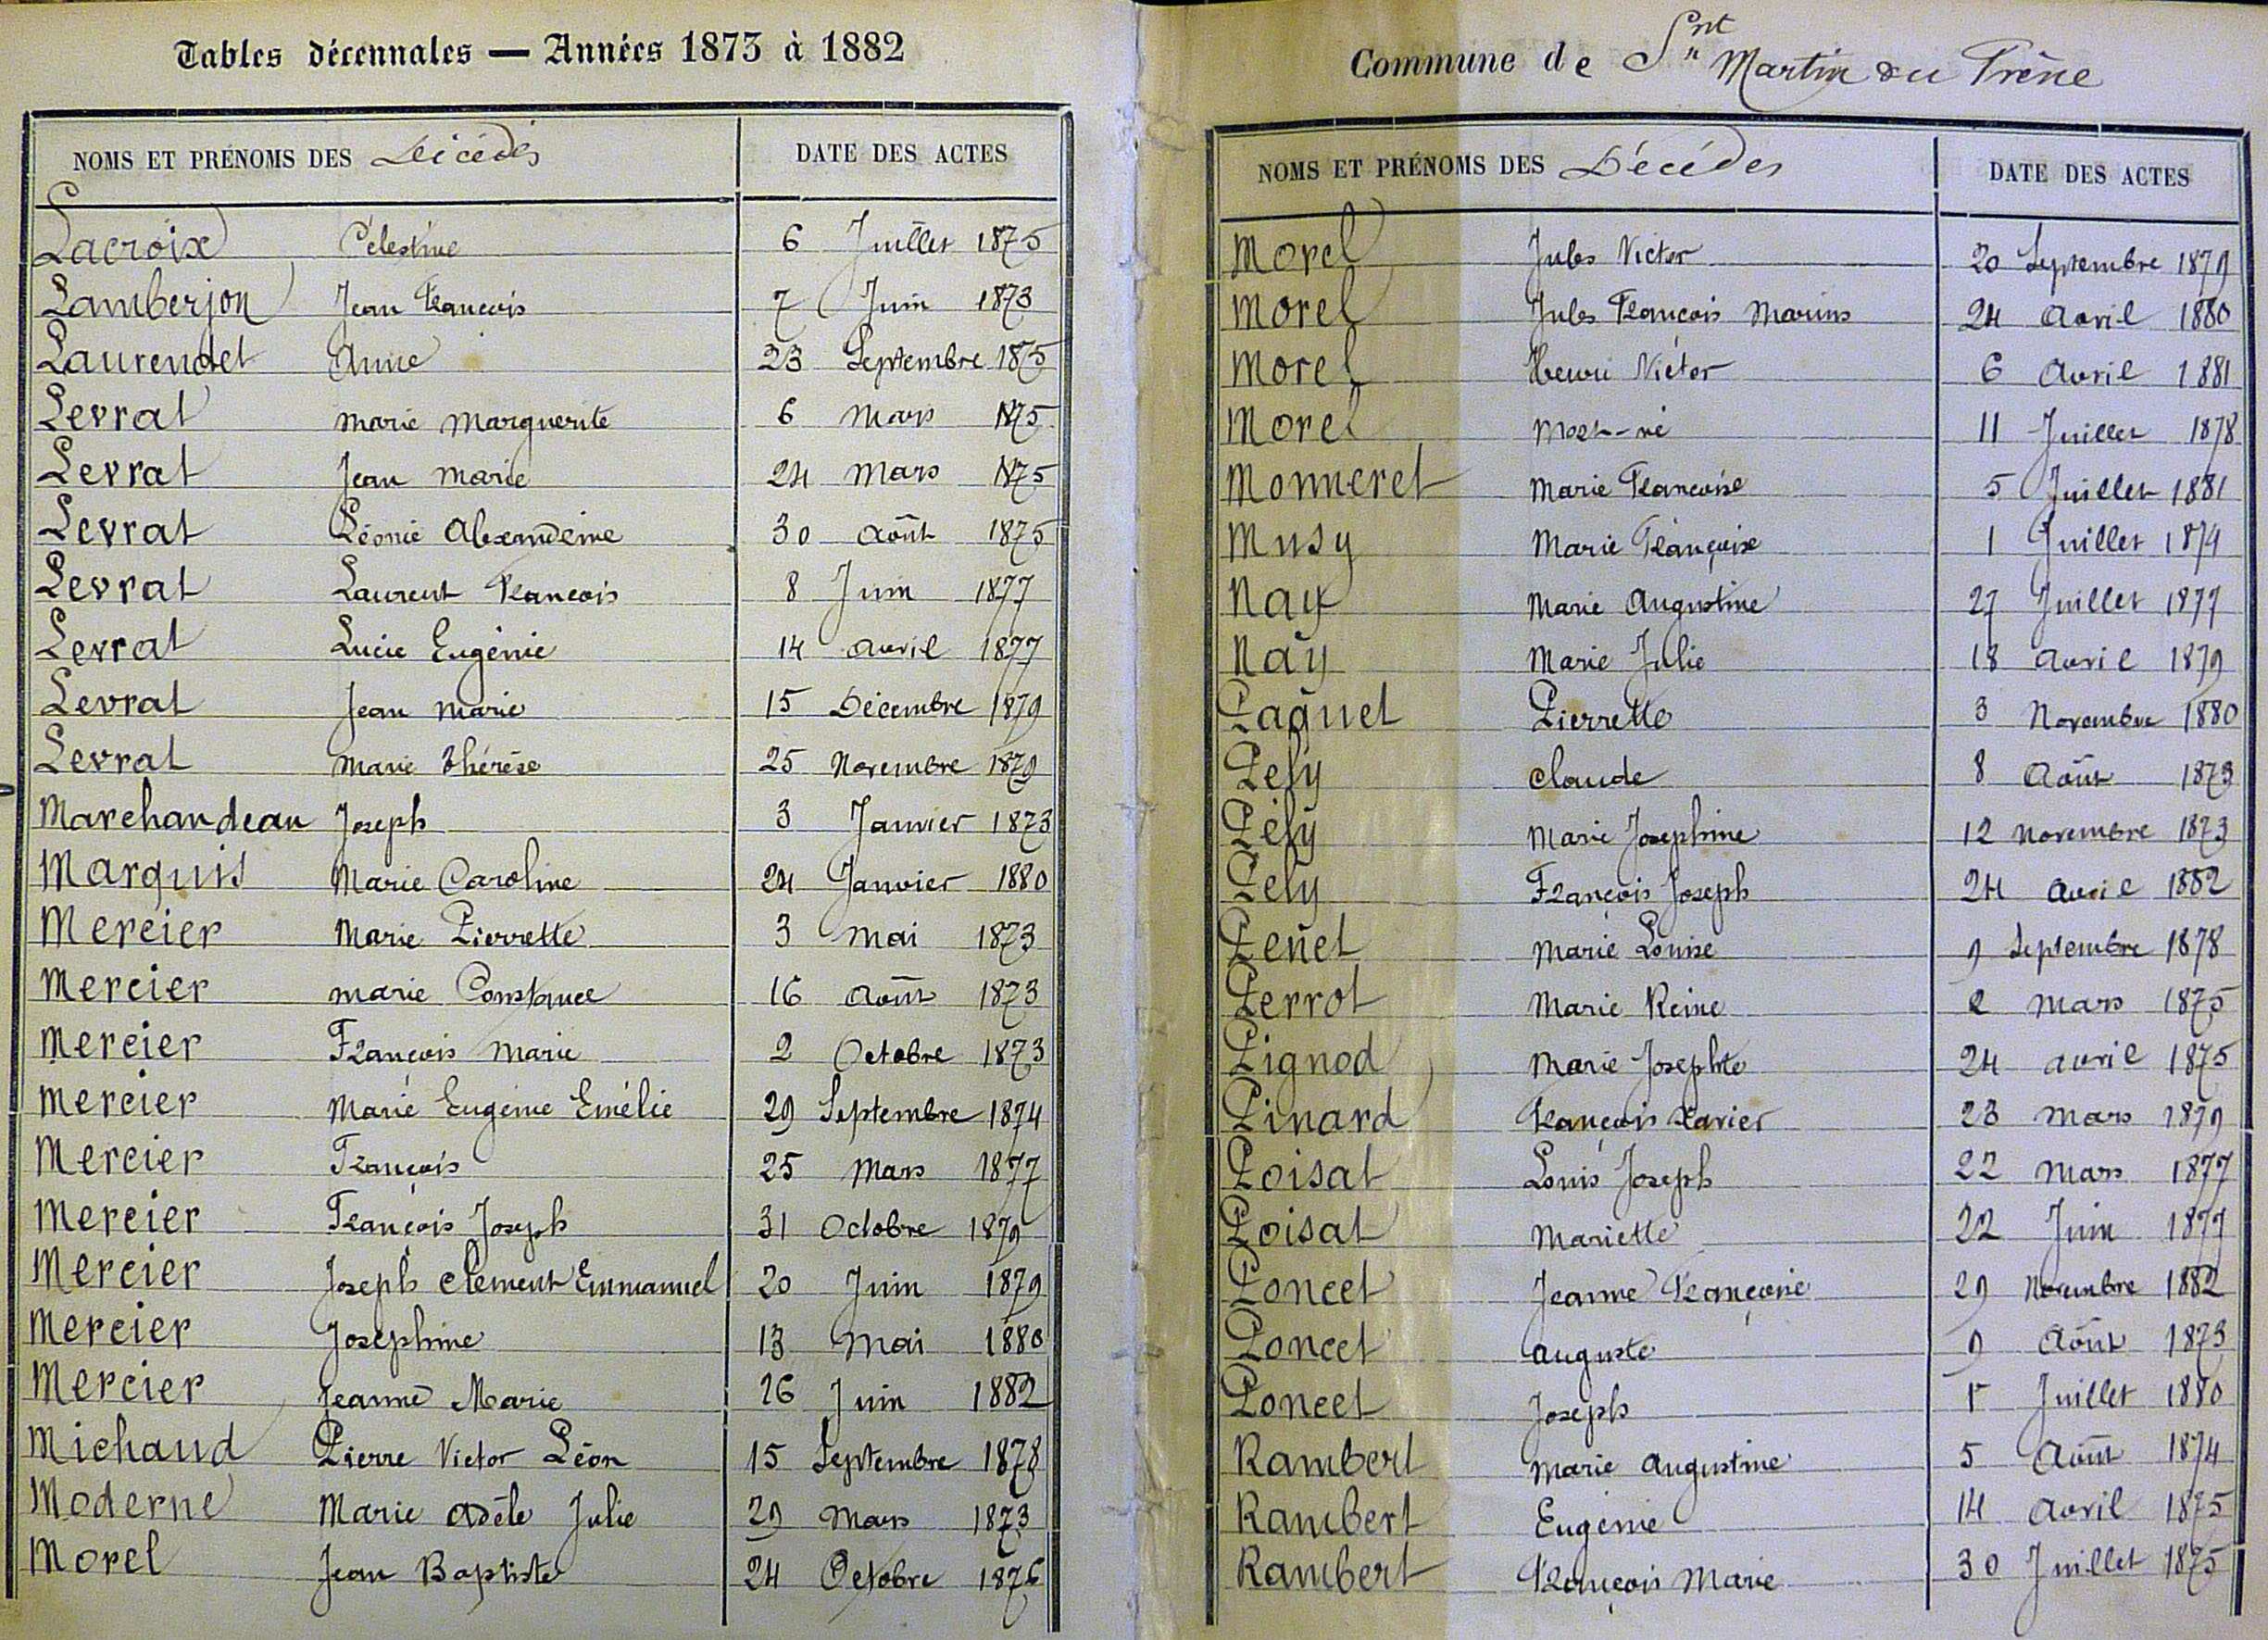 Tables décennales — Années 1873 à 1882
NOMS ET PRÉNOMS DES Décédés DATE DES ACTES
Lacroix Célestine 6 Juillet 1875
Lamberjon Jean François 7 Juin 1873
Laurendet Anne 23 Septembre 1875
Levrat Marie Marguerite 6 Mars 1875
Levrat Jean Marie 24 Mars 1875
Levrat Léonie Alexandrine 30 Août 1875
Levrat Laurent François 8 Juin 1877
Levrat Lucie Eugénie 14 Avril 1877
Levrat Jean Marie 15 Décembre 1879
Levrat Marie Thérèse 25 Novembre 1879
Marchandeau Joseph 3 Janvier 1873
Marquis Marie Caroline 24 Janvier 1880
Mercier Marie Pierrette 3 Mai 1873
Mercier Marie Constance 16 Août 1873
Mercier François Marie 2 Octobre 1873
Mercier Marie Eugénie Emélie 29 Septembre 1874
Mercier François 25 Mars 1877
Mercier François Joseph 31 Octobre 1879
Mercier Joseph Clément Emmanuel 20 Juin 1879
Mercier Josephine 13 Mai 1880
Mercier Jeanne Marie 26 Juin 1882
Michaud Pierre Victor Léon 15 Septembre 1878
Moderne Marie Adèle Julie 29 Mars 1873
Morel Jean Baptiste 24 Octobre 1876
Commune de Snt Martin du Frêne
NOMS ET PRÉNOMS DES Décédés DATE DES ACTES
Morel Jules Victor 20 Septembre 1879
Morel Jules François Marius 24 Avril 1880
Morel Henri Victor 6 Avril 1881
Morel Mort-né 11 Juillet 1878
Monneret Marie Françoise 5 Juillet 1881
Musy Marie Françoise 1 Juillet 1874
Nay Marie Augustine 27 Juillet 1877
Nay Marie Julie 18 Avril 1879
Paquet Pierrette 3 Novembre 1880
Pély Claude 8 Août 1873
Pély Marie Josephine 12 Novembre 1873
Pély François Joseph 24 Avril 1882
Penet Marie Louise 9 Septembre 1878
Perrot Marie Reine 2 Mars 1875
Pignod Marie Josephte 24 Avril 1875
Pinard François Xavier 23 Mars 1879
Poisat Louis Joseph 22 Mars 1877
Poisat Mariette 22 Juin 1877
Poncet Jeanne Françoise 29 Novembre 1882
Poncet Auguste 9 Août 1873
Poncet Joseph Juillet 1880
Rambert Marie Augustine 5 Août 1874
Rambert Eugénie 14 Avril 1875
Rambert François Marie 30 Juillet 1875